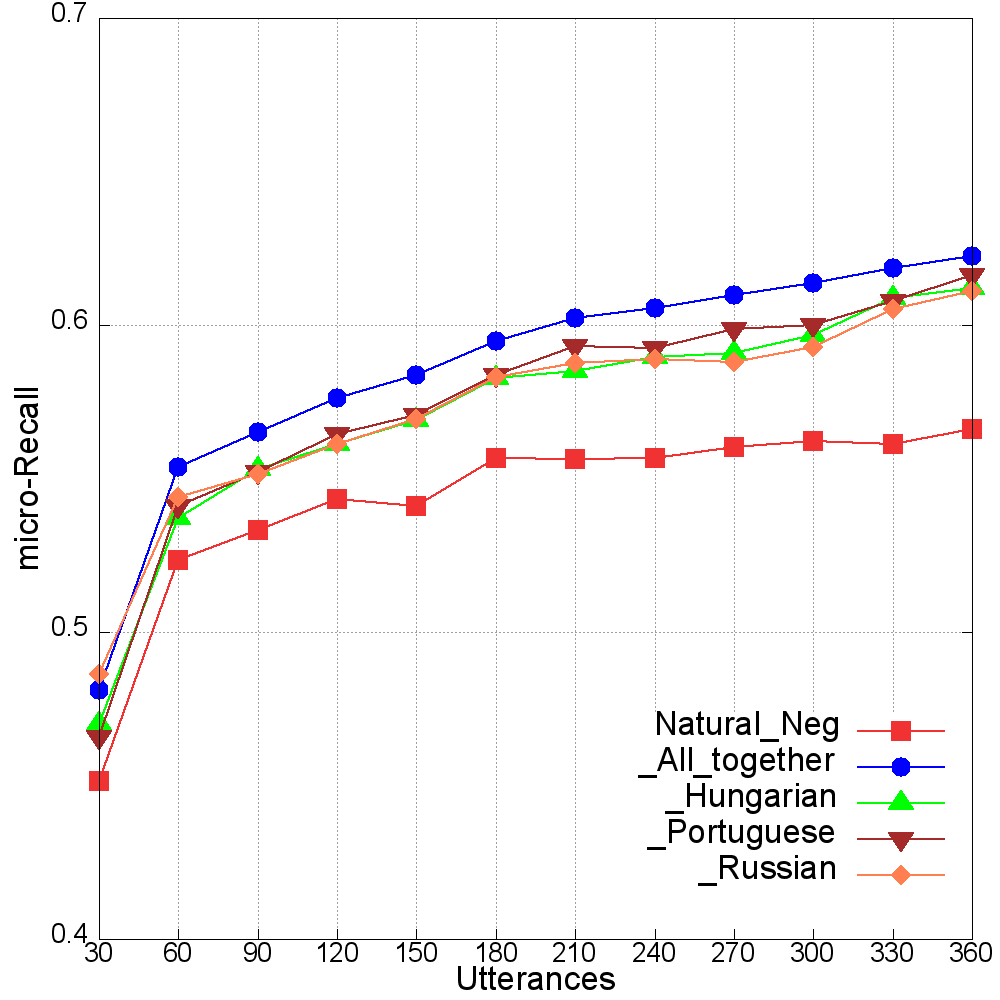 0.7
0.6
0.5
0.4
micro-Recall
Natural_Neg
_All_together
_Hungarian
_Portuguese
_Russian
30 60 90 120 150 180 210 240 270 300 330 360
Utterances